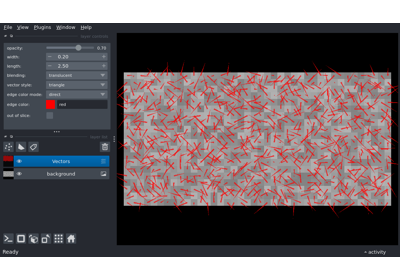 File View Plugins Window Help
opacity: 0.70
width: 0.20
length: 2.50
blending: translucent
vector style: triangle
edge color mode: direct
edge color: red
out of slice:
Vectors
background
Ready
activity